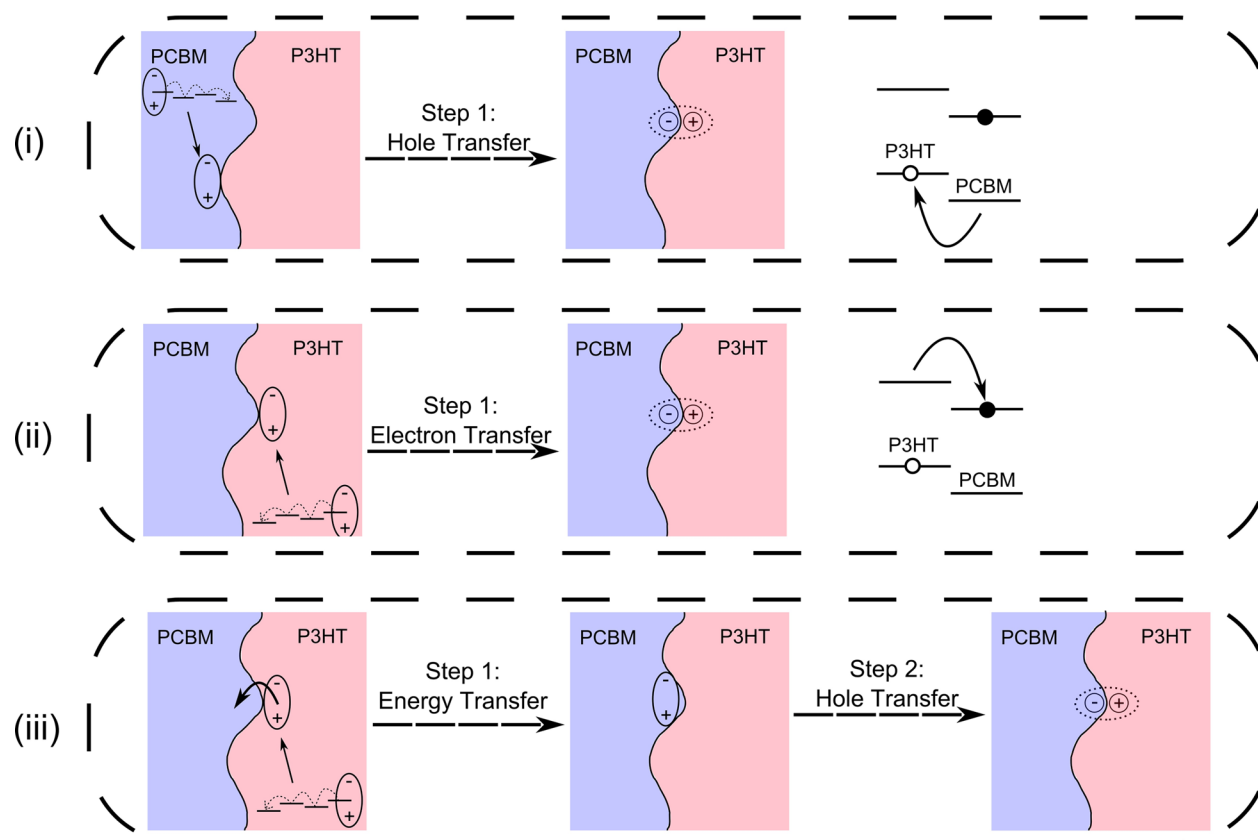 (i)
PCBM
P3HT
-
+
-
+
Step 1:
Hole Transfer
PCBM
P3HT
- +
P3HT
PCBM
(ii)
PCBM
P3HT
-
+
-
+
Step 1:
Electron Transfer
PCBM
P3HT
- +
P3HT
PCBM
(iii)
PCBM
P3HT
-
+
-
+
Step 1:
Energy Transfer
PCBM
P3HT
-
+
Step 2:
Hole Transfer
PCBM
P3HT
- +